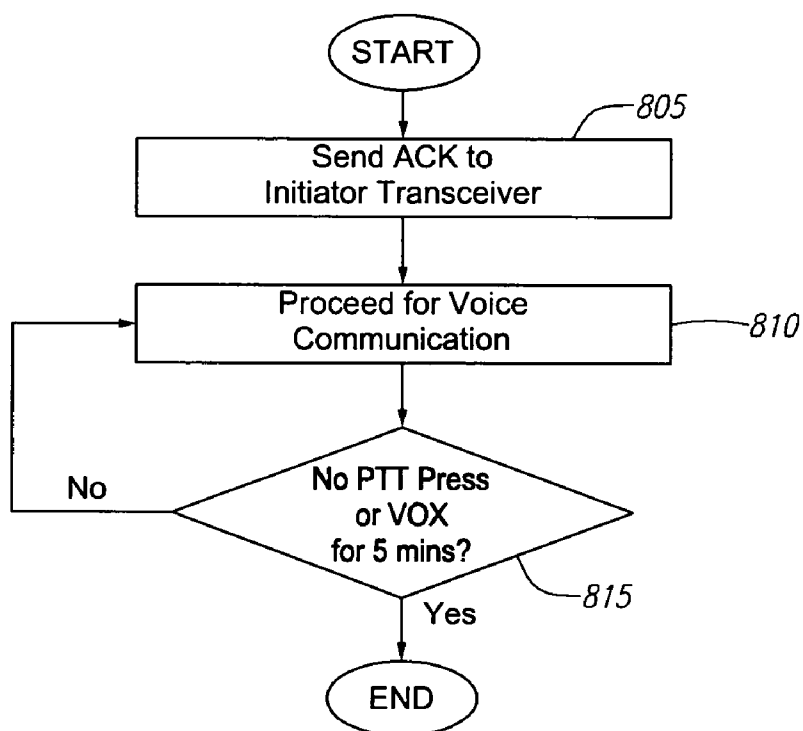 START
805
Send ACK to
Initiator Transceiver
Proceed for Voice
Communication
810
No PTT Press
or VOX
for 5 mins?
No
815
Yes
END